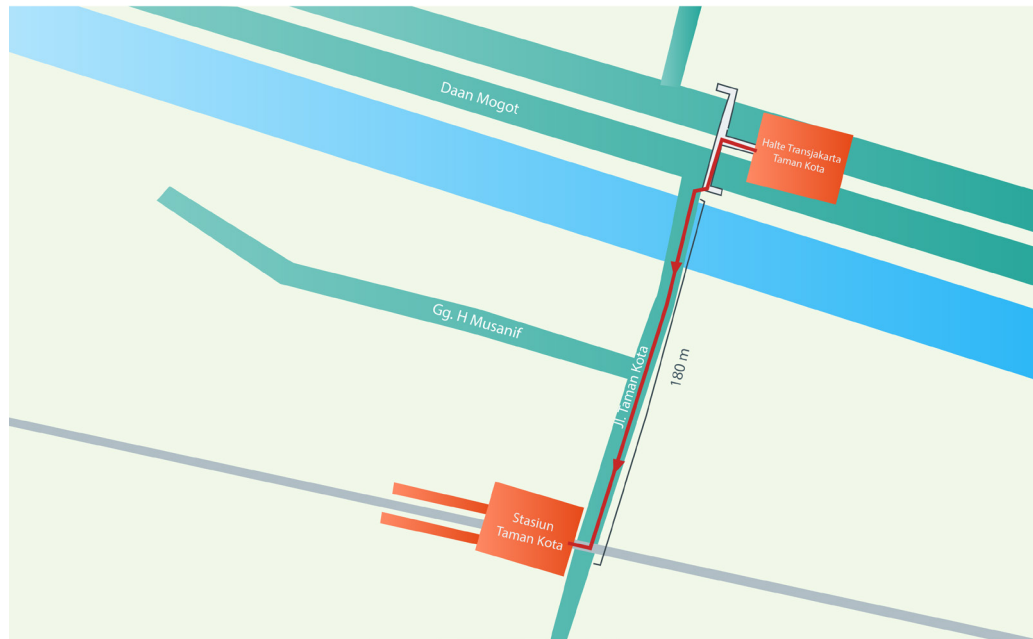 Daan Mogot
Halte Transjakarta
Taman Kota
Gg. H Musanif
Jl. Taman Kota
180 m
Stasiun
Taman Kota